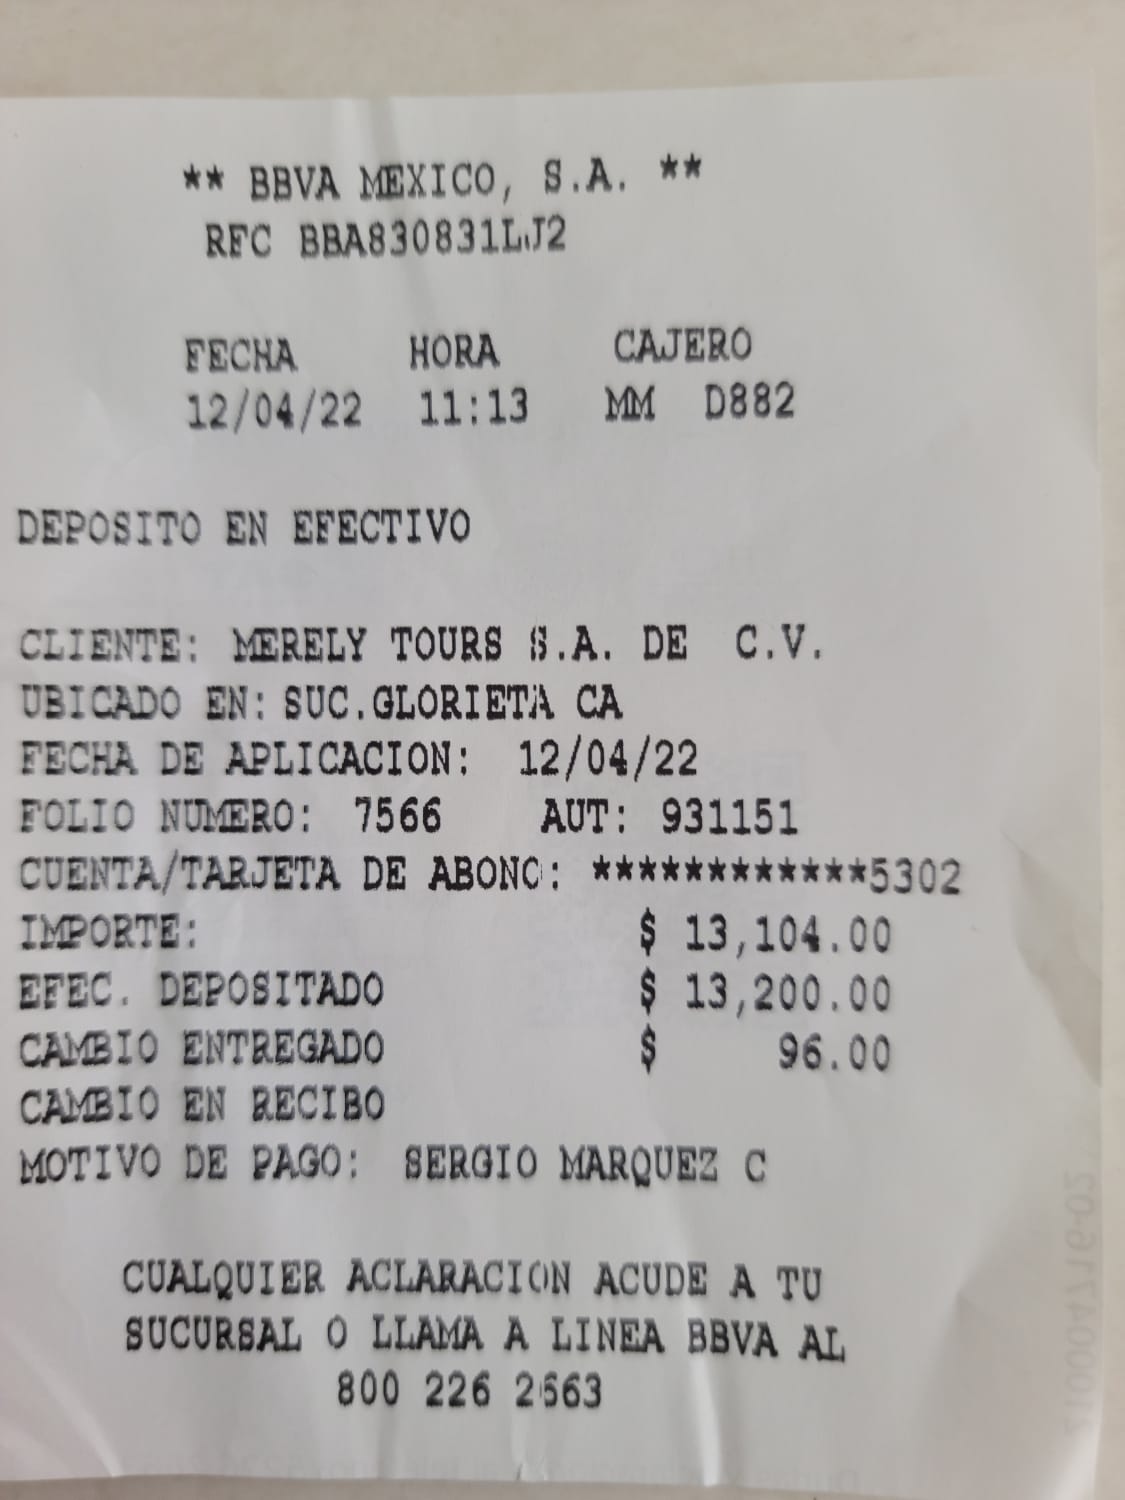 ** BBVA MEXICO, S.A. **
RFC BBA830831LJ2
FECHA HORA CAJERO
12/04/22 11:13 MM D882
DEPOSITO EN EFECTIVO
CLIENTE: MERELY TOURS S.A. DE C.V.
UBICADO EN: SUC.GLORIETA CA
FECHA DE APLICACION: 12/04/22
FOLIO NUMERO: 7566 AUT: 931151
CUENTA/TARJETA DE ABONO: ************5302
IMPORTE: $ 13,104.00
EFEC. DEPOSITADO $ 13,200.00
CAMBIO ENTREGADO $ 96.00
CAMBIO EN RECIBO
MOTIVO DE PAGO: SERGIO MARQUEZ C
CUALQUIER ACLARACION ACUDE A TU
SUCURSAL O LLAMA A LINEA BBVA AL
800 226 2663